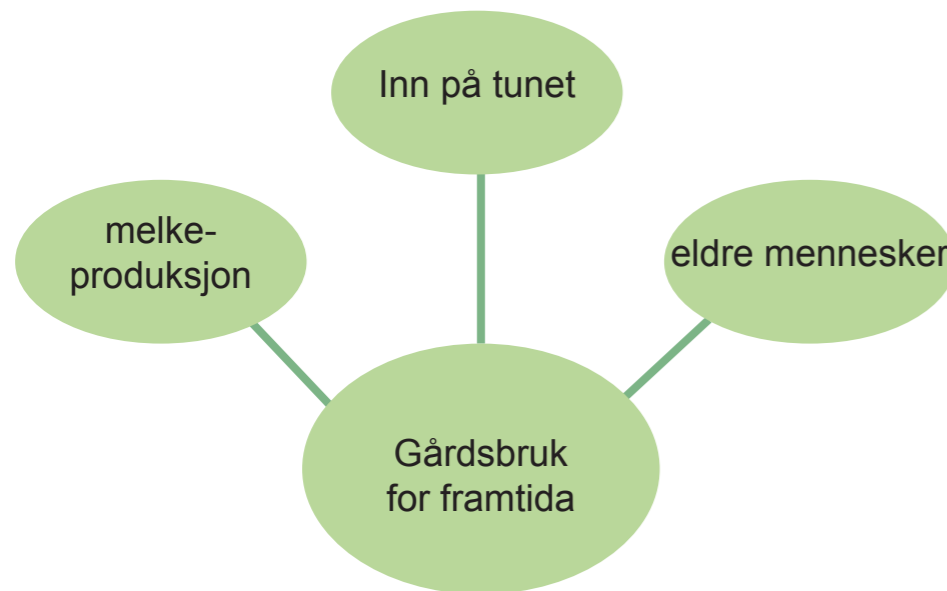 Inn på tunet
melke-
produksjon
eldre mennesker
Gårdsbruk
for framtida